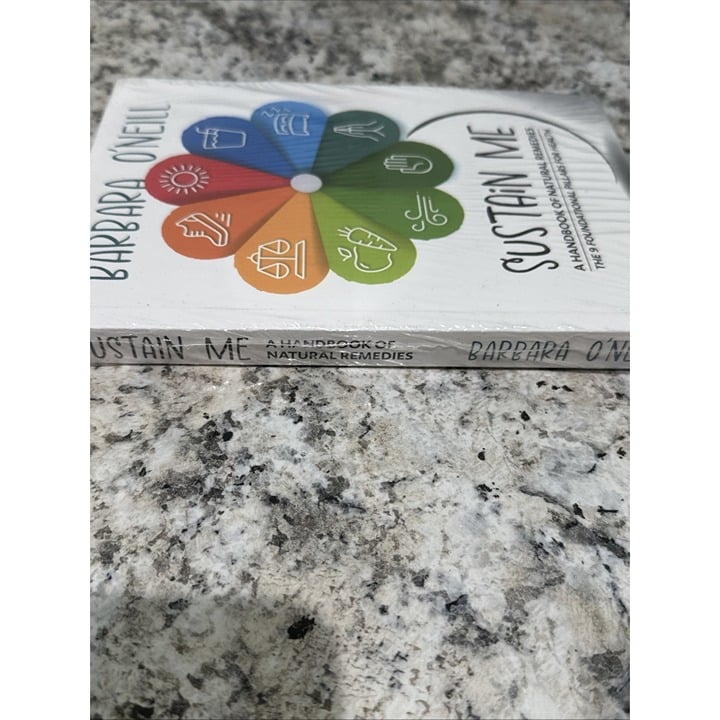 BARBARA O'NEILL
SUSTAIN ME
A HANDBOOK OF NATURAL REMEDIES
THE 9 FOUNDATIONAL PILLARS FOR HEALTH
USTAIN ME
A HANDBOOK OF
NATURAL REMEDIES
BARBARA O'NE